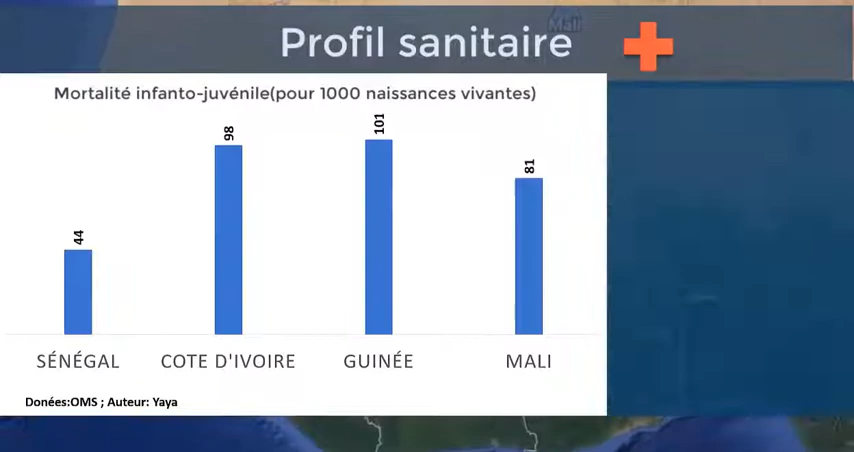 Mali
Profil sanitaire
Mortalité infanto-juvénile(pour 1000 naissances vivantes)
44
98
101
81
SÉNÉGAL
COTE D'IVOIRE
GUINÉE
MALI
Donées:OMS ; Auteur: Yaya